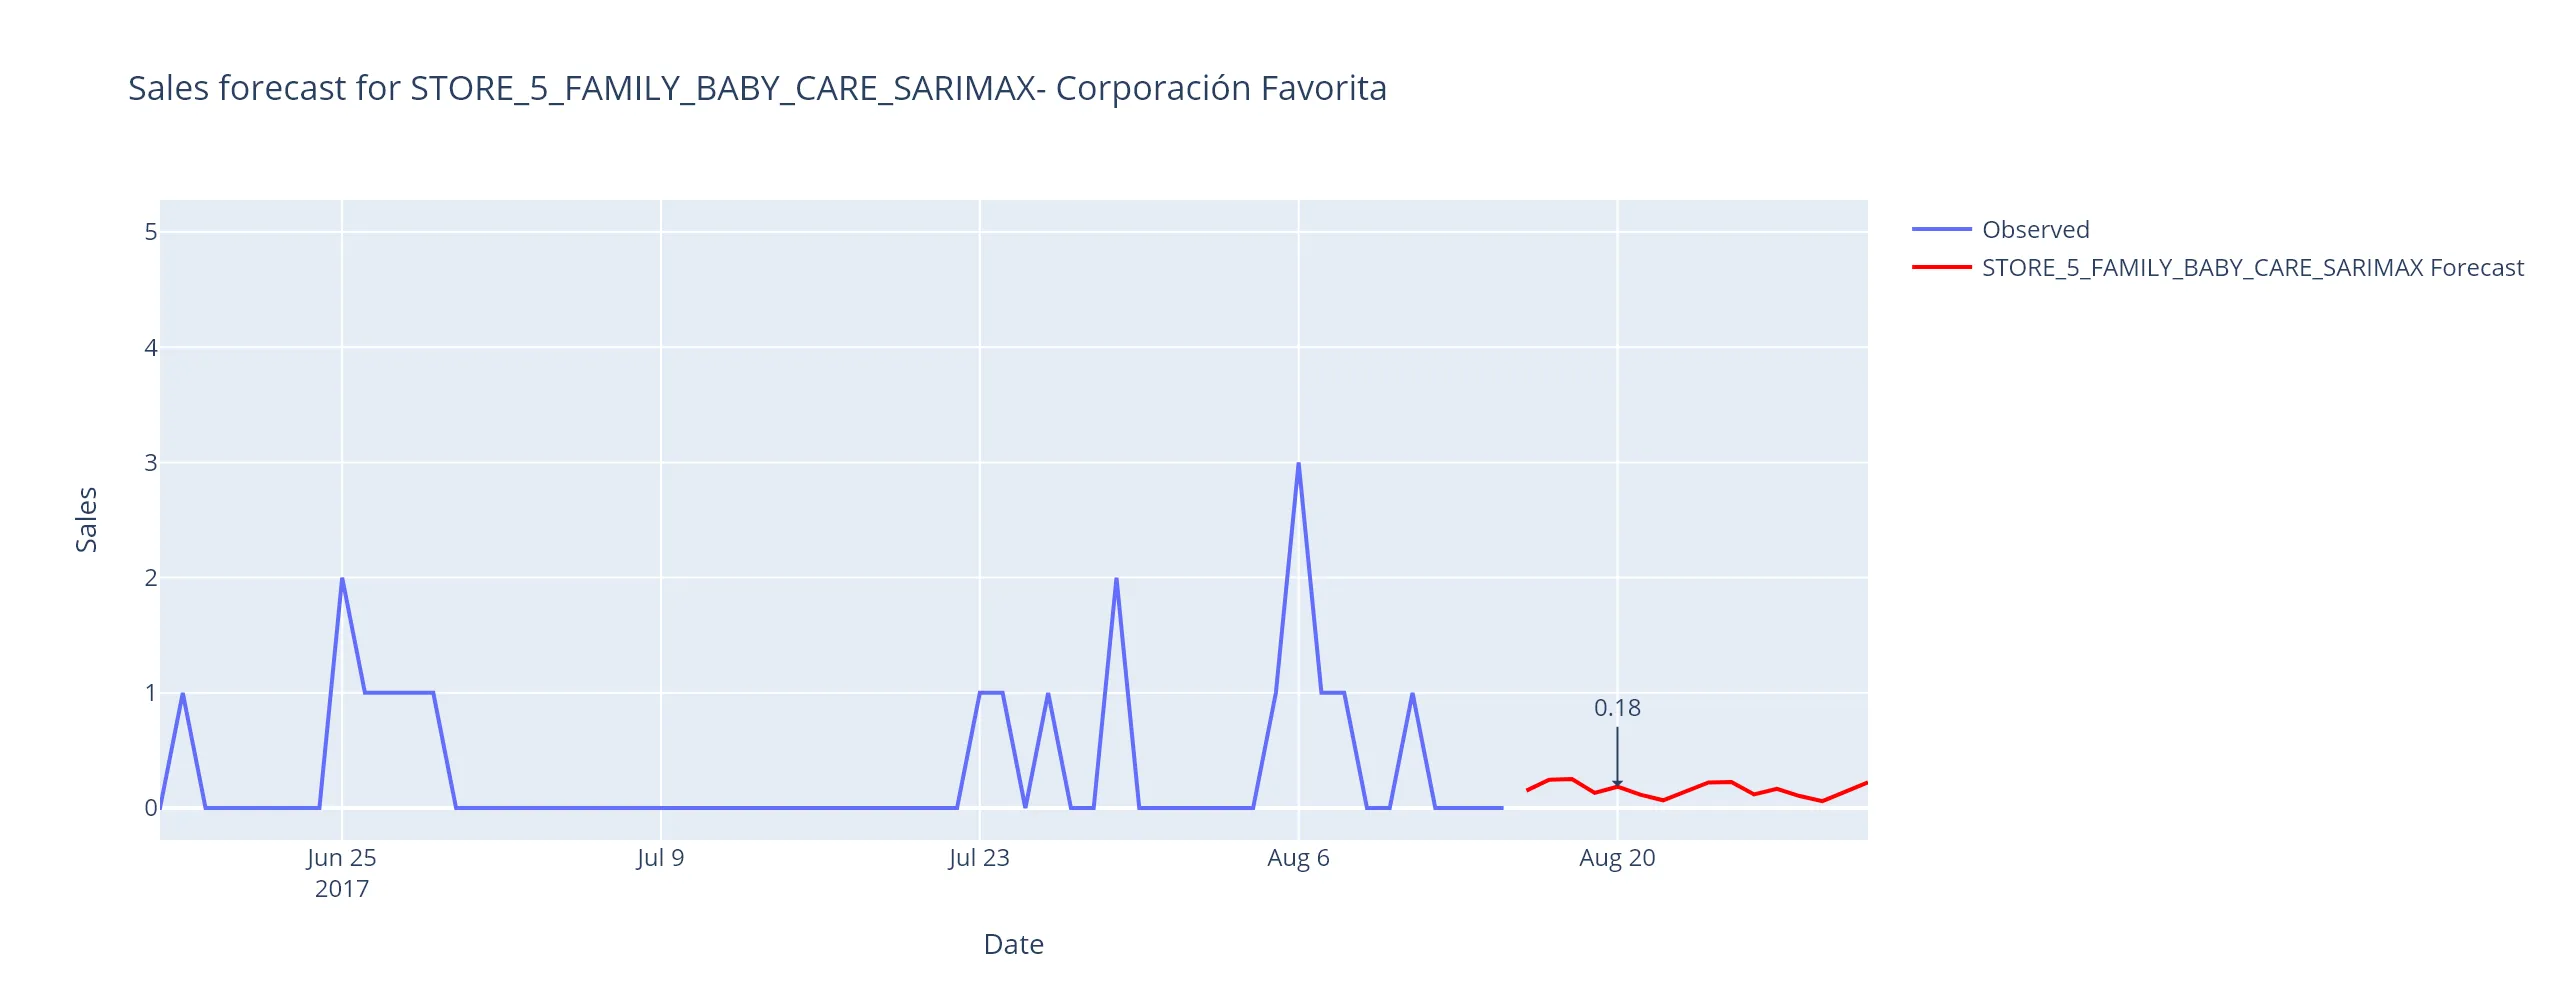 Sales forecast for STORE_5_FAMILY_BABY_CARE_SARIMAX- Corporación Favorita
Observed
STORE_5_FAMILY_BABY_CARE_SARIMAX Forecast
5
4
3
2
1
0
Sales
0.18
Jun 25
2017
Jul 9
Jul 23
Aug 6
Aug 20
Date